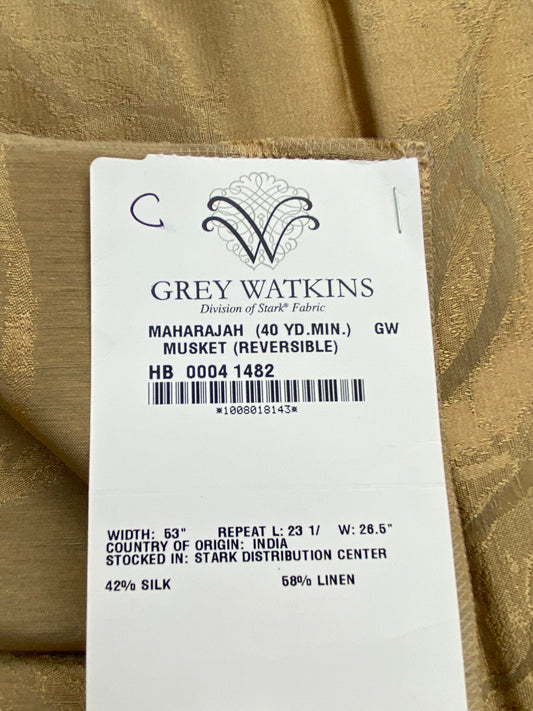 C
GREY WATKINS
Division of Stark® Fabric
MAHARAJAH (40 YD.MIN.) GW
MUSKET (REVERSIBLE)
HB 0004 1482
*1008018143*
WIDTH: 53" REPEAT L: 23 1/ W: 26.5"
COUNTRY OF ORIGIN: INDIA
STOCKED IN: STARK DISTRIBUTION CENTER
42% SILK 58% LINEN